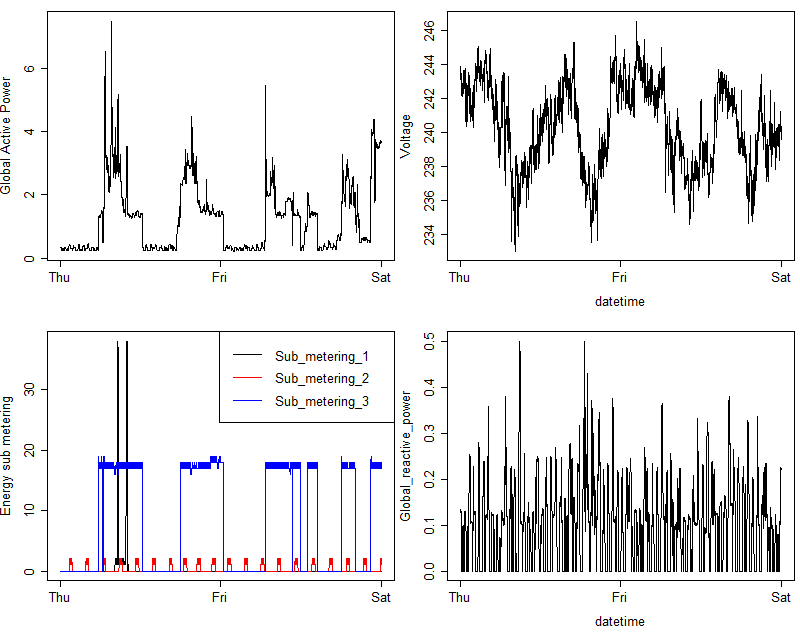 Global Active Power
0 2 4 6
Thu Fri Sat
Voltage
234 236 238 240 242 244 246
Thu Fri Sat
datetime
Energy sub metering
0 10 20 30
Sub_metering_1
Sub_metering_2
Sub_metering_3
Thu Fri Sat
Global_reactive_power
0.0 0.1 0.2 0.3 0.4 0.5
Thu Fri Sat
datetime